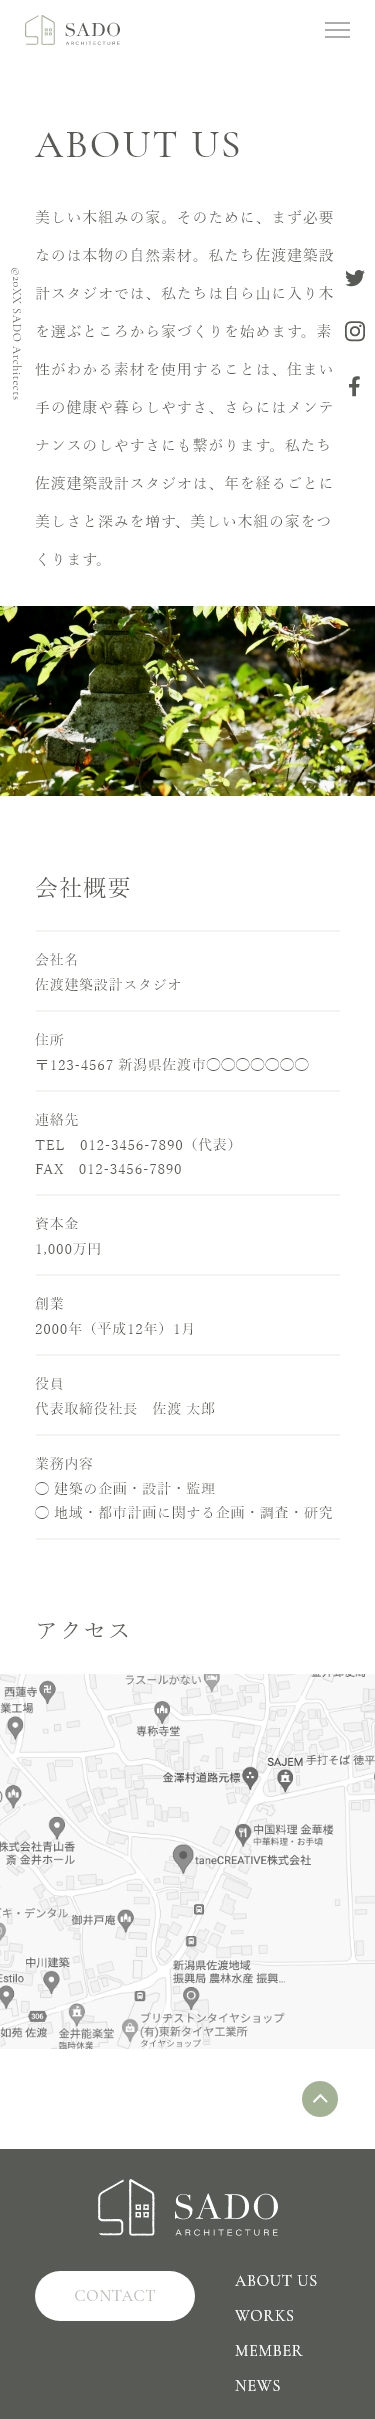 SADO
ARCHITECTURE
ABOUT US
美しい木組みの家。そのために、まず必要
なのは本物の自然素材。私たち佐渡建築設
計スタジオでは、私たちは自ら山に入り木
を選ぶところから家づくりを始めます。素
性がわかる素材を使用することは、住まい
手の健康や暮らしやすさ、さらにはメンテ
ナンスのしやすさにも繋がります。私たち
佐渡建築設計スタジオは、年を経るごとに
美しさと深みを増す、美しい木組の家をつ
くります。
@20XX SADO Architects
会社概要
会社名
佐渡建築設計スタジオ
住所
〒123-4567 新潟県佐渡市〇〇〇〇〇〇〇
連絡先
TEL　012-3456-7890（代表）
FAX　012-3456-7890
資本金
1,000万円
創業
2000年（平成12年）1月
役員
代表取締役社長　佐渡 太郎
業務内容
〇 建築の企画・設計・監理
〇 地域・都市計画に関する企画・調査・研究
アクセス
ラスールかない
西蓮寺
業工場
専称寺堂
SAJEM 手打そば 徳平
金澤村道路元標
中国料理 金華楼
中華料理・お手頃
株式会社青山香
斎 金井ホール
taneCREATIVE株式会社
キ・デンタル
御井戸庵
中川建築
Estilo
新潟県佐渡地域
振興局 農林水産 振興...
306
如苑 佐渡
金井能楽堂
臨時休業
ブリヂストンタイヤショップ
(有)東新タイヤ工業所
タイヤショップ
SADO
ARCHITECTURE
CONTACT
ABOUT US
WORKS
MEMBER
NEWS